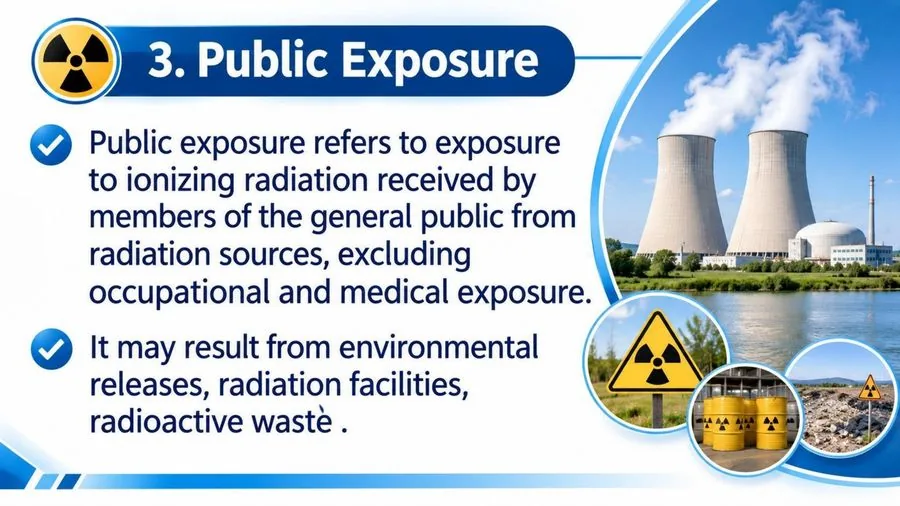 3. Public Exposure
Public exposure refers to exposure
to ionizing radiation received by
members of the general public from
radiation sources, excluding
occupational and medical exposure.
It may result from environmental
releases, radiation facilities,
radioactive wastè .